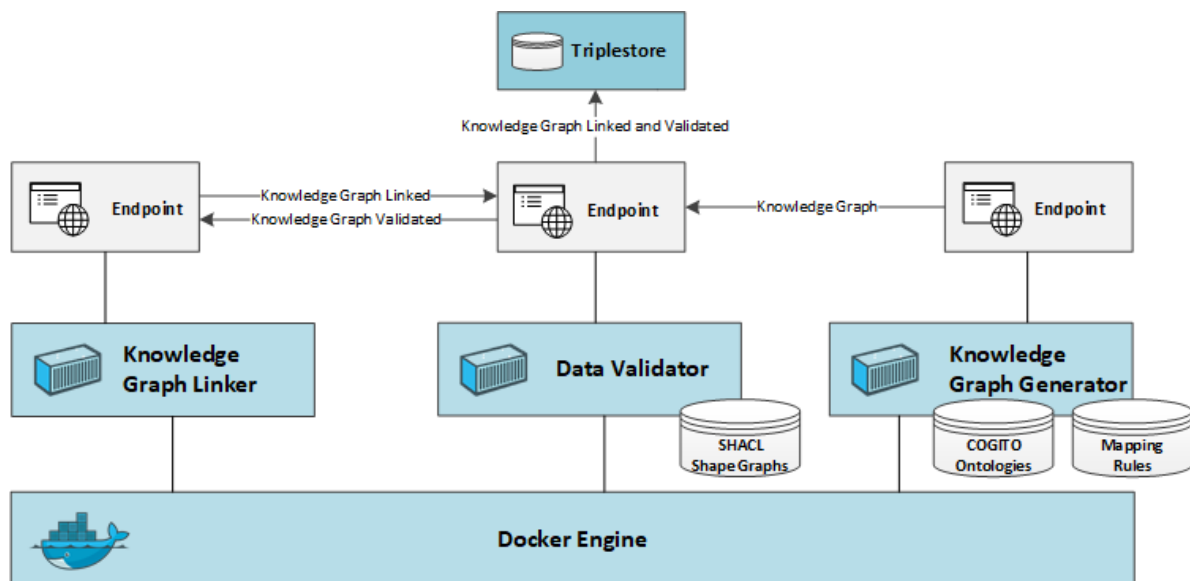 Triplestore
Knowledge Graph Linked and Validated
Endpoint
Knowledge Graph Linked
Knowledge Graph Validated
Endpoint
Knowledge Graph
Endpoint
Knowledge
Graph Linker
Data Validator
Knowledge
Graph Generator
SHACL
Shape Graphs
COGITO
Ontologies
Mapping
Rules
Docker Engine